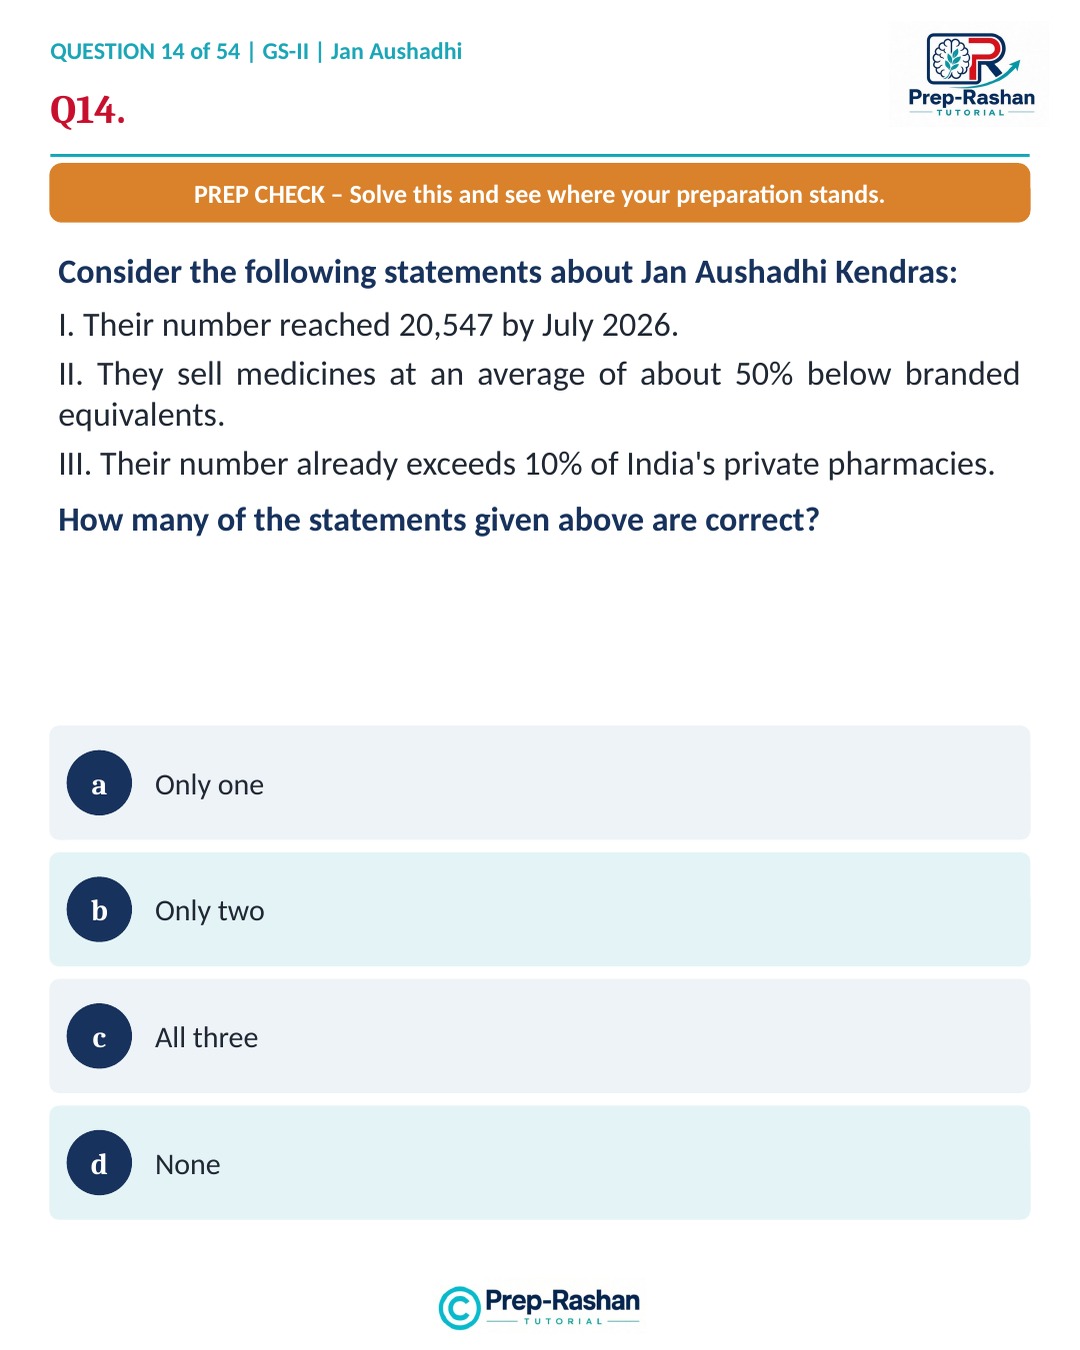 QUESTION 14 of 54 | GS-II | Jan Aushadhi
Q14.
Prep-Rashan
TUTORIAL
PREP CHECK – Solve this and see where your preparation stands.
Consider the following statements about Jan Aushadhi Kendras:
I. Their number reached 20,547 by July 2026.
II. They sell medicines at an average of about 50% below branded
equivalents.
III. Their number already exceeds 10% of India's private pharmacies.
How many of the statements given above are correct?
a Only one
b Only two
c All three
d None
© Prep-Rashan
TUTORIAL